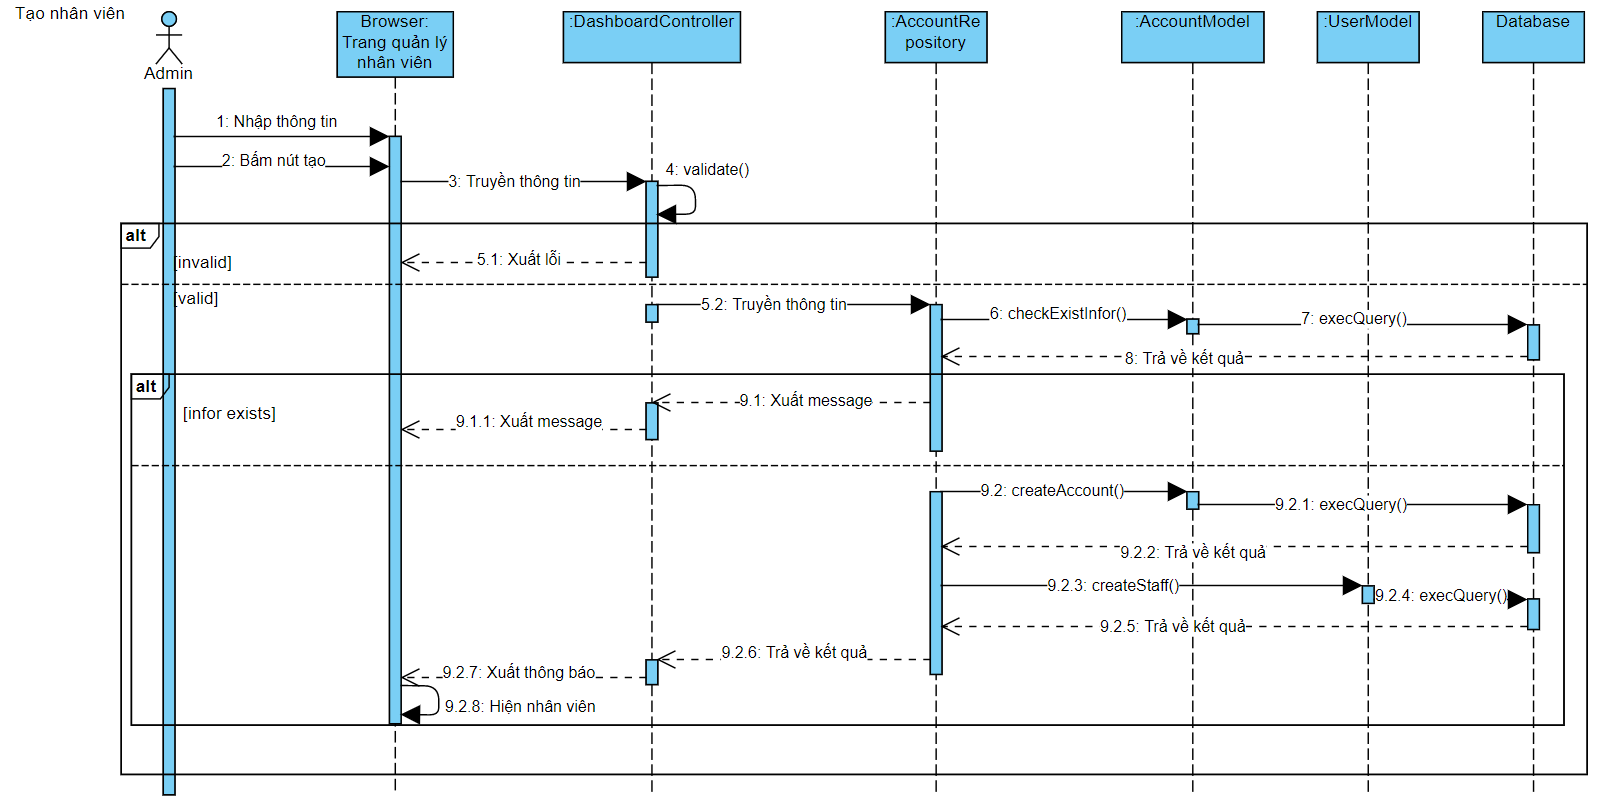 Tạo nhân viên
Admin
Browser:
Trang quản lý
nhân viên
:DashboardController
:AccountRe
pository
:AccountModel
:UserModel
Database
1: Nhập thông tin
2: Bấm nút tạo
3: Truyền thông tin
4: validate()
alt
[invalid]
5.1: Xuất lỗi
[valid]
5.2: Truyền thông tin
6: checkExistInfor()
7: execQuery()
8: Trả về kết quả
alt
[infor exists]
9.1: Xuất message
9.1.1: Xuất message
9.2: createAccount()
9.2.1: execQuery()
9.2.2: Trả về kết quả
9.2.3: createStaff()
9.2.4: execQuery()
9.2.5: Trả về kết quả
9.2.6: Trả về kết quả
9.2.7: Xuất thông báo
9.2.8: Hiện nhân viên